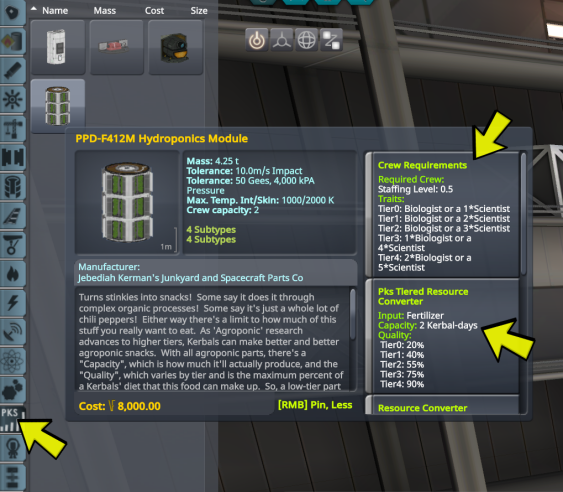 Name Mass Cost Size
PPD-F412M Hydroponics Module
Mass: 4.25 t
Tolerance: 10.0m/s Impact
Tolerance: 50 Gees, 4,000 kPA
Pressure
Max. Temp. Int/Skin: 1000/2000 K
Crew capacity: 2
4 Subtypes
4 Subtypes
1m
Manufacturer:
Jebediah Kerman's Junkyard and Spacecraft Parts Co
Turns stinkies into snacks! Some say it does it through
complex organic processes! Some say it's just a whole lot of
chili peppers! Either way there's a limit to how much of this
stuff you really want to eat. As 'Agroponic' research
advances to higher tiers, Kerbals can make better and better
agroponic snacks. With all agroponic parts, there's a
"Capacity", which is how much it'll actually produce, and the
"Quality", which varies by tier and is the maximum percent of
a Kerbals' diet that this food can make up. So, a low-tier part
Cost: 8,000.00
[RMB] Pin, Less
Crew Requirements
Required Crew:
Staffing Level: 0.5
Traits:
Tier0: Biologist or a 1*Scientist
Tier1: Biologist or a 2*Scientist
Tier2: Biologist or a 3*Scientist
Tier3: 1*Biologist or a
4*Scientist
Tier4: 2*Biologist or a
5*Scientist
Pks Tiered Resource
Converter
Input: Fertilizer
Capacity: 2 Kerbal-days
Quality:
Tier0: 20%
Tier1: 40%
Tier2: 55%
Tier3: 75%
Tier4: 90%
Resource Converter
PKS